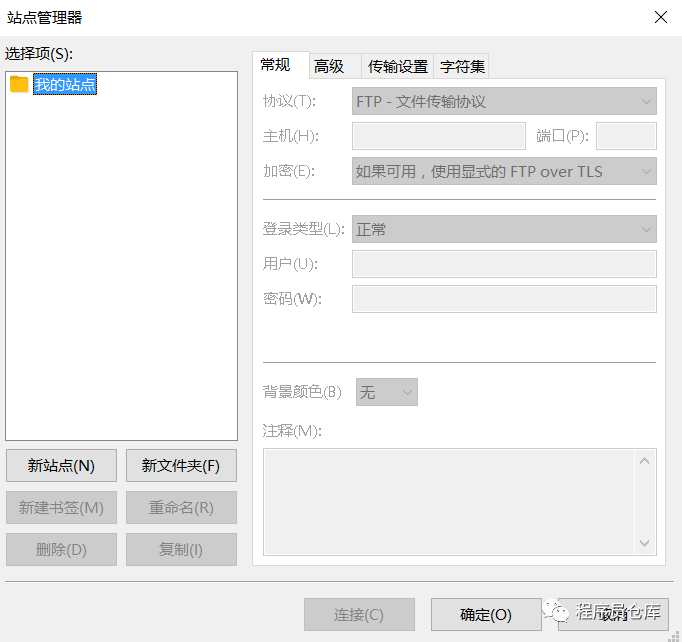 站点管理器
选择项(S):
我的站点
新站点(N) 新文件夹(F)
新建书签(M) 重命名(R)
删除(D) 复制(I)
常规 高级 传输设置 字符集
协议(T): FTP - 文件传输协议
主机(H): 端口(P):
加密(E): 如果可用，使用显式的 FTP over TLS
登录类型(L): 正常
用户(U):
密码(W):
背景颜色(B) 无
注释(M):
连接(C) 确定(O) 取消
程序员仓库